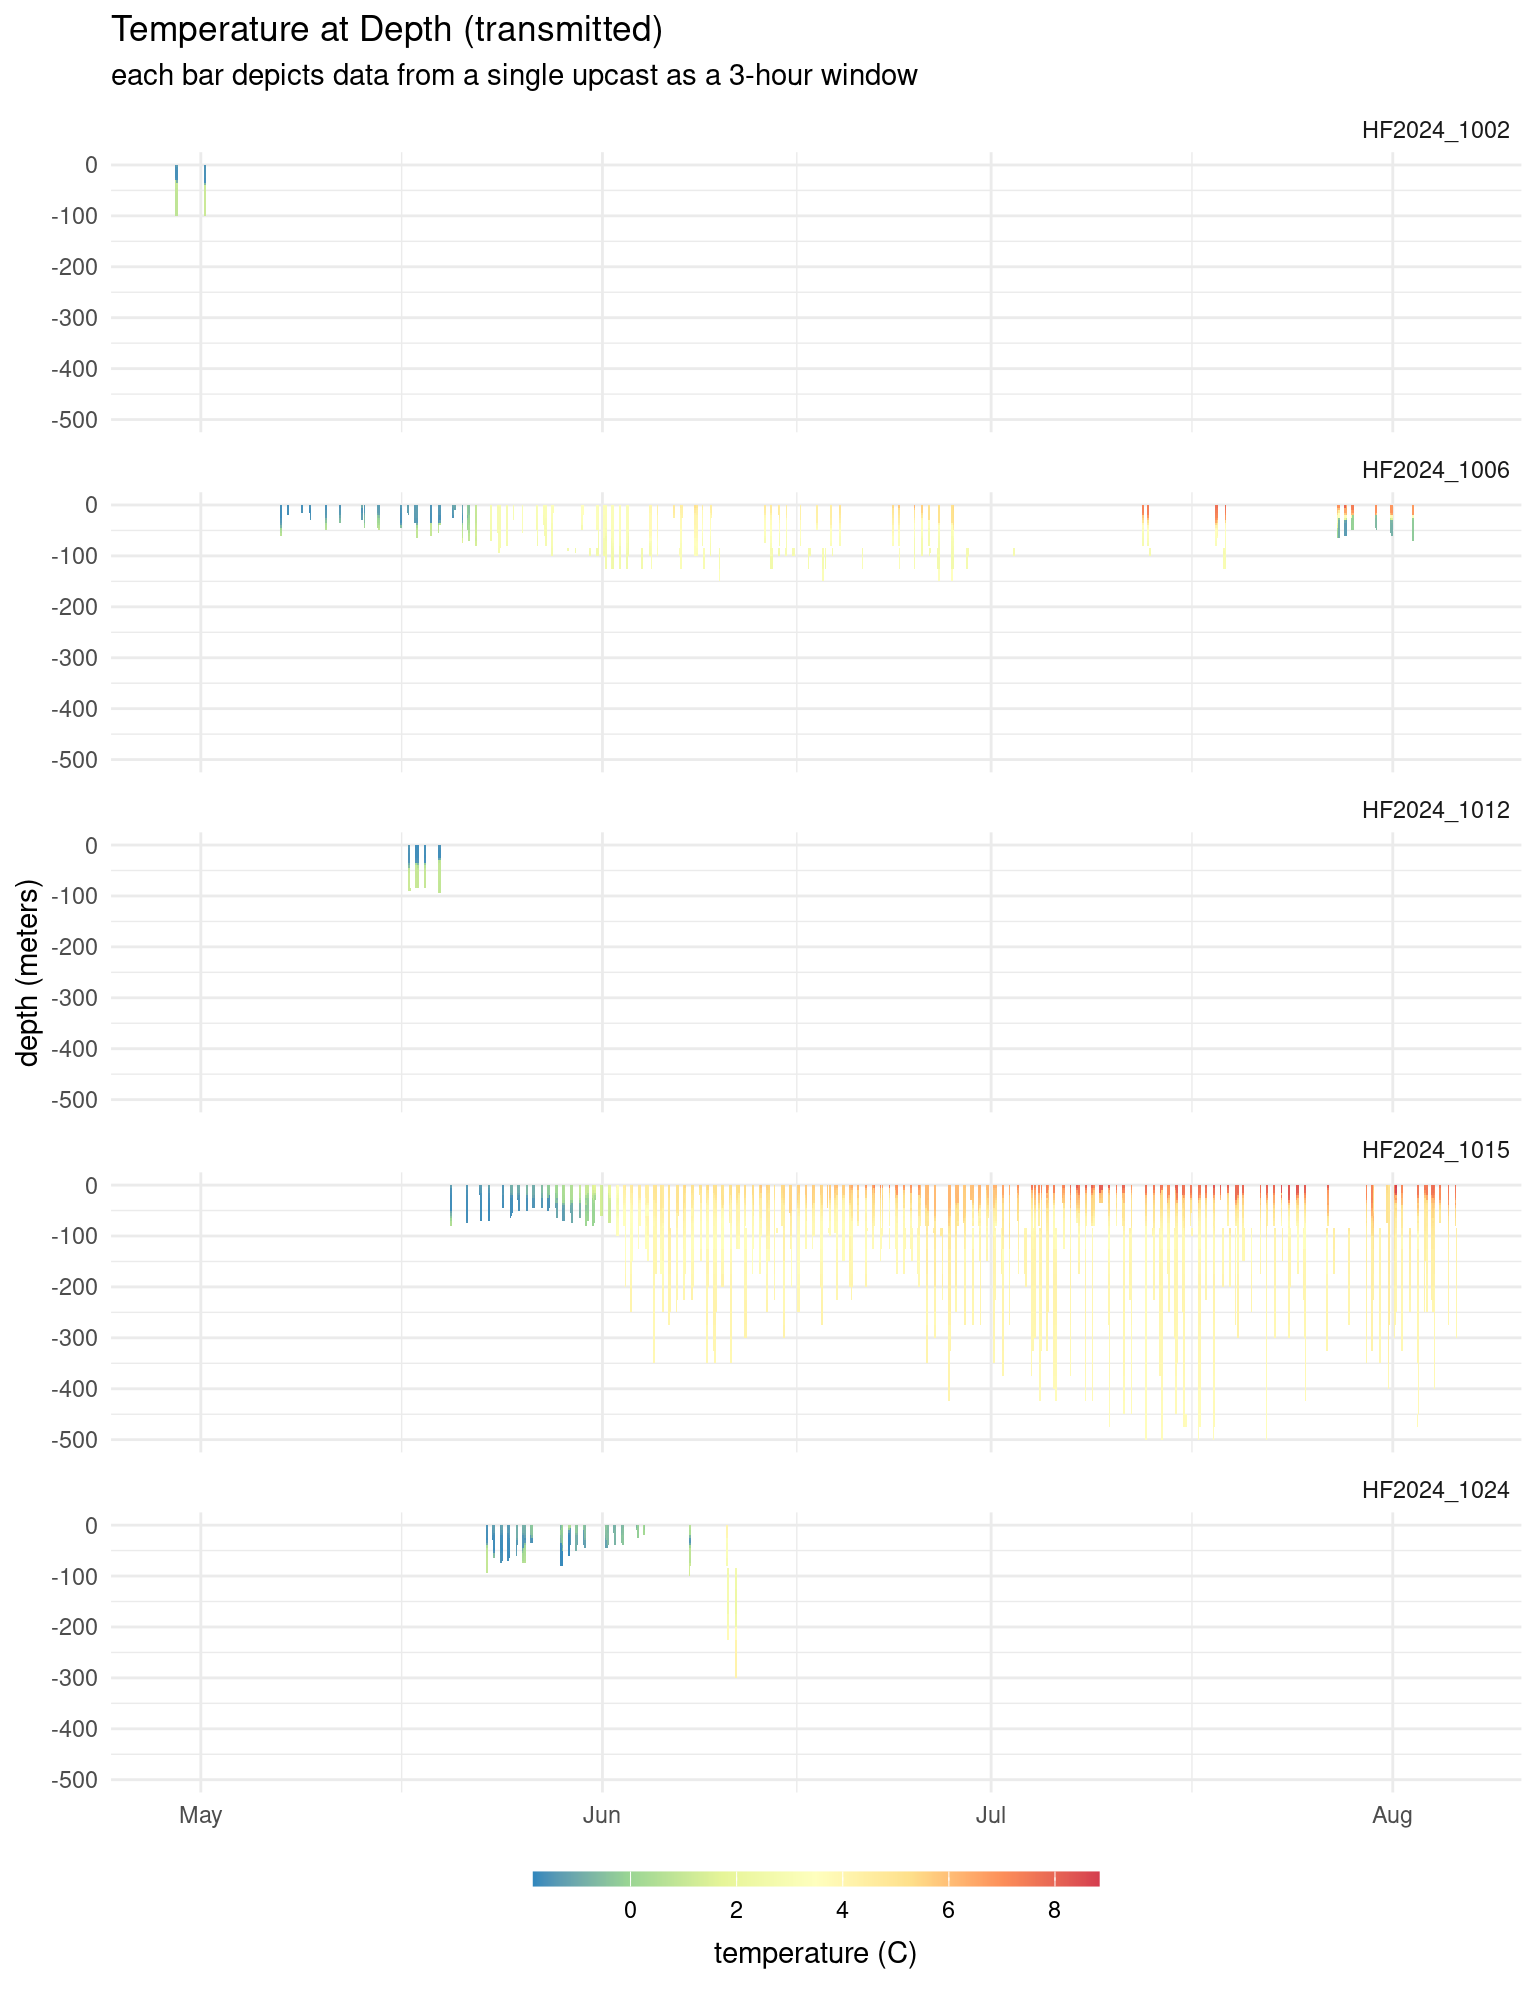 Temperature at Depth (transmitted)
each bar depicts data from a single upcast as a 3-hour window
HF2024_1002
0
-100
-200
-300
-400
-500
HF2024_1006
0
-100
-200
-300
-400
-500
HF2024_1012
0
-100
-200
-300
-400
-500
depth (meters)
HF2024_1015
0
-100
-200
-300
-400
-500
HF2024_1024
0
-100
-200
-300
-400
-500
May Jun Jul Aug
0 2 4 6 8
temperature (C)